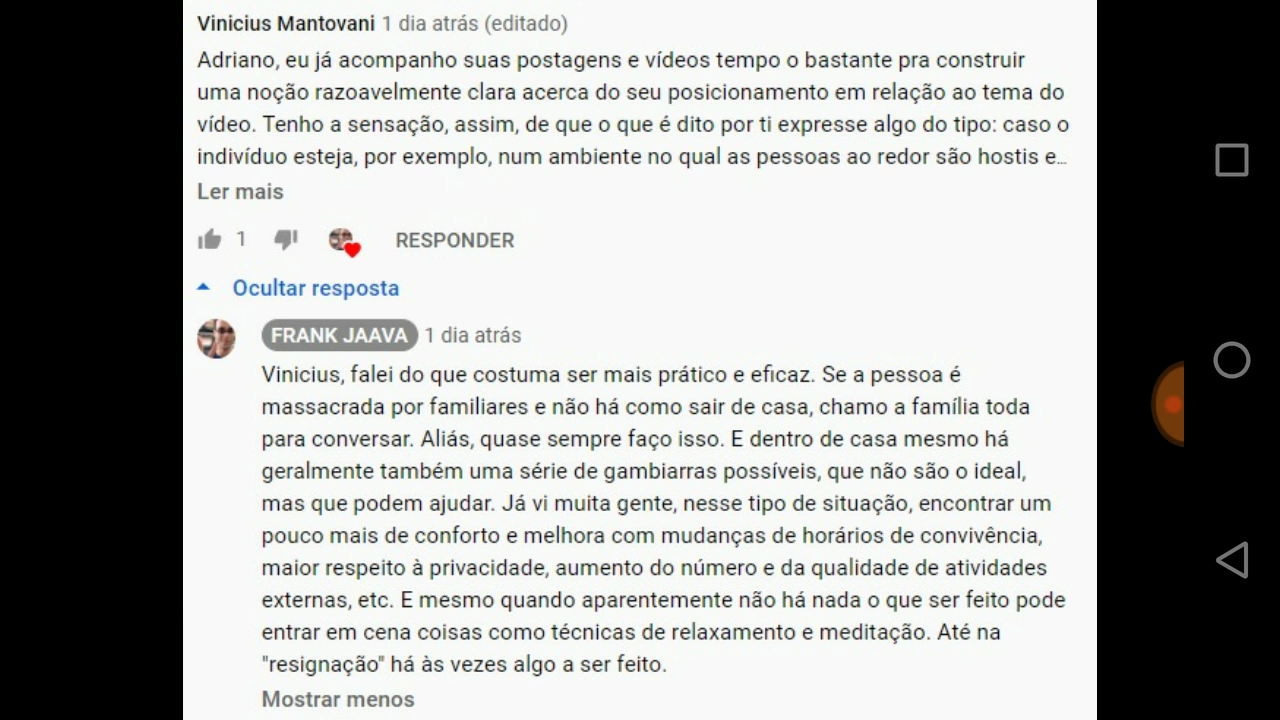 Vinicius Mantovani 1 dia atrás (editado)
Adriano, eu já acompanho suas postagens e vídeos tempo o bastante pra construir
uma noção razoavelmente clara acerca do seu posicionamento em relação ao tema do
vídeo. Tenho a sensação, assim, de que o que é dito por ti expresse algo do tipo: caso o
indivíduo esteja, por exemplo, num ambiente no qual as pessoas ao redor são hostis e...
Ler mais
1 RESPONDER
Ocultar resposta
FRANK JAAVA 1 dia atrás
Vinicius, falei do que costuma ser mais prático e eficaz. Se a pessoa é
massacrada por familiares e não há como sair de casa, chamo a família toda
para conversar. Aliás, quase sempre faço isso. E dentro de casa mesmo há
geralmente também uma série de gambiarras possíveis, que não são o ideal,
mas que podem ajudar. Já vi muita gente, nesse tipo de situação, encontrar um
pouco mais de conforto e melhora com mudanças de horários de convivência,
maior respeito à privacidade, aumento do número e da qualidade de atividades
externas, etc. E mesmo quando aparentemente não há nada o que ser feito pode
entrar em cena coisas como técnicas de relaxamento e meditação. Até na
"resignação" há às vezes algo a ser feito.
Mostrar menos